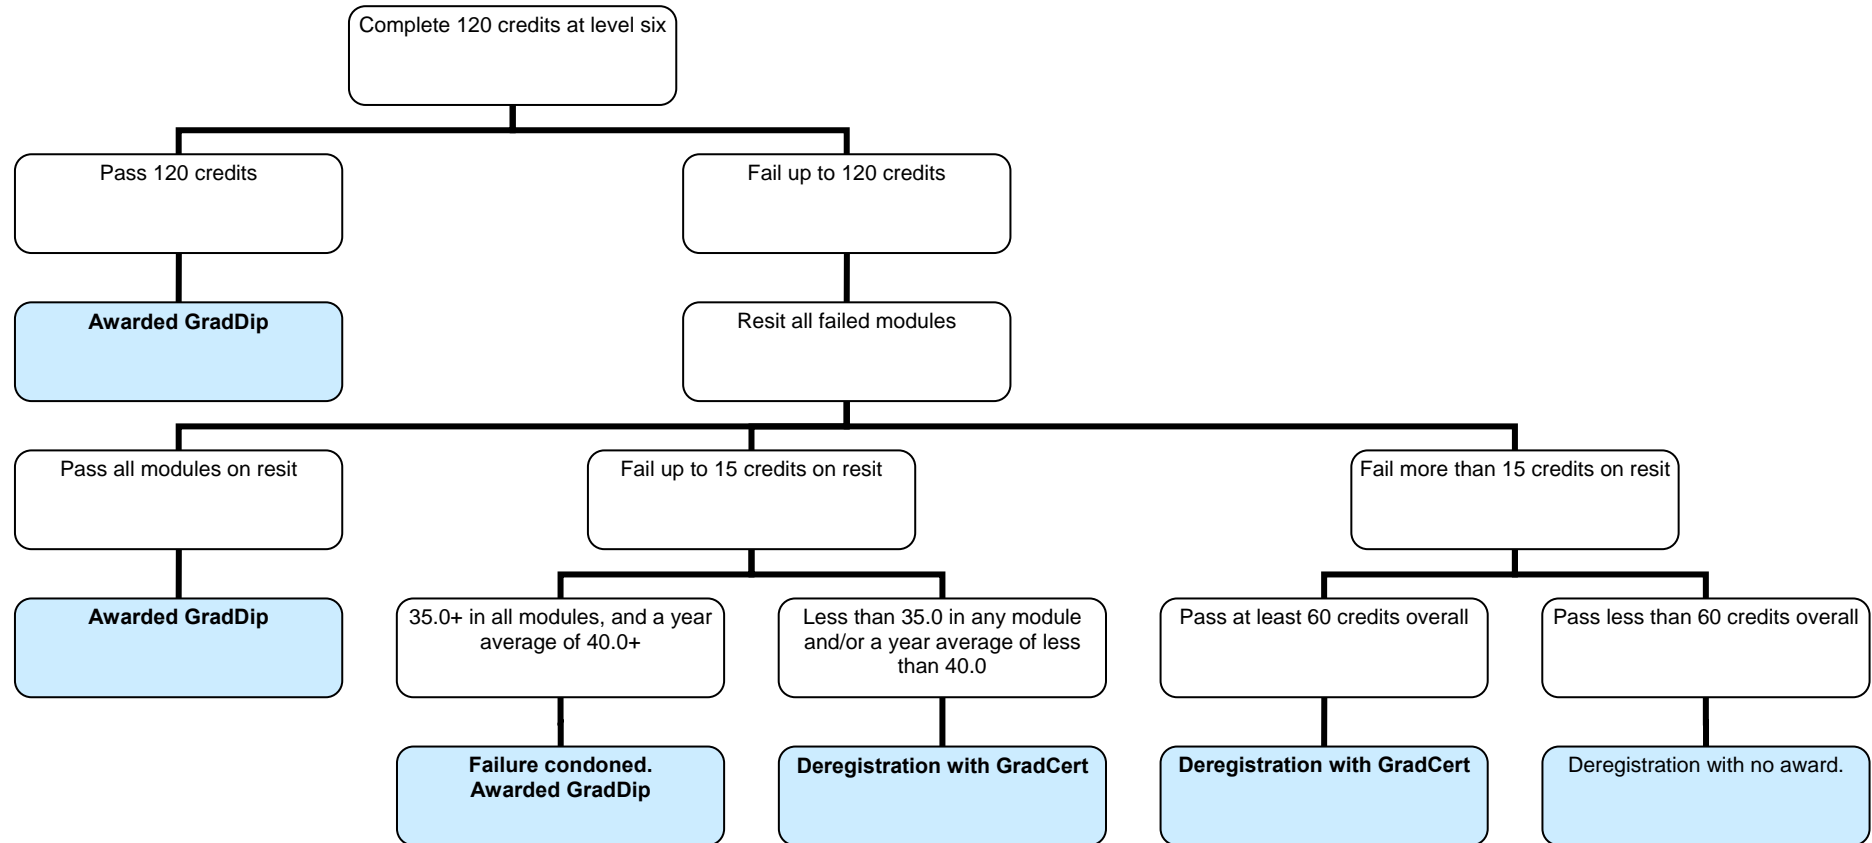 Complete 120 credits at level six
Pass 120 credits
Fail up to 120 credits
Awarded GradDip
Resit all failed modules
Pass all modules on resit
Fail up to 15 credits on resit
Fail more than 15 credits on resit
Awarded GradDip
35.0+ in all modules, and a year
average of 40.0+
Less than 35.0 in any module
and/or a year average of less
than 40.0
Pass at least 60 credits overall
Pass less than 60 credits overall
Failure condoned.
Awarded GradDip
Deregistration with GradCert
Deregistration with GradCert
Deregistration with no award.